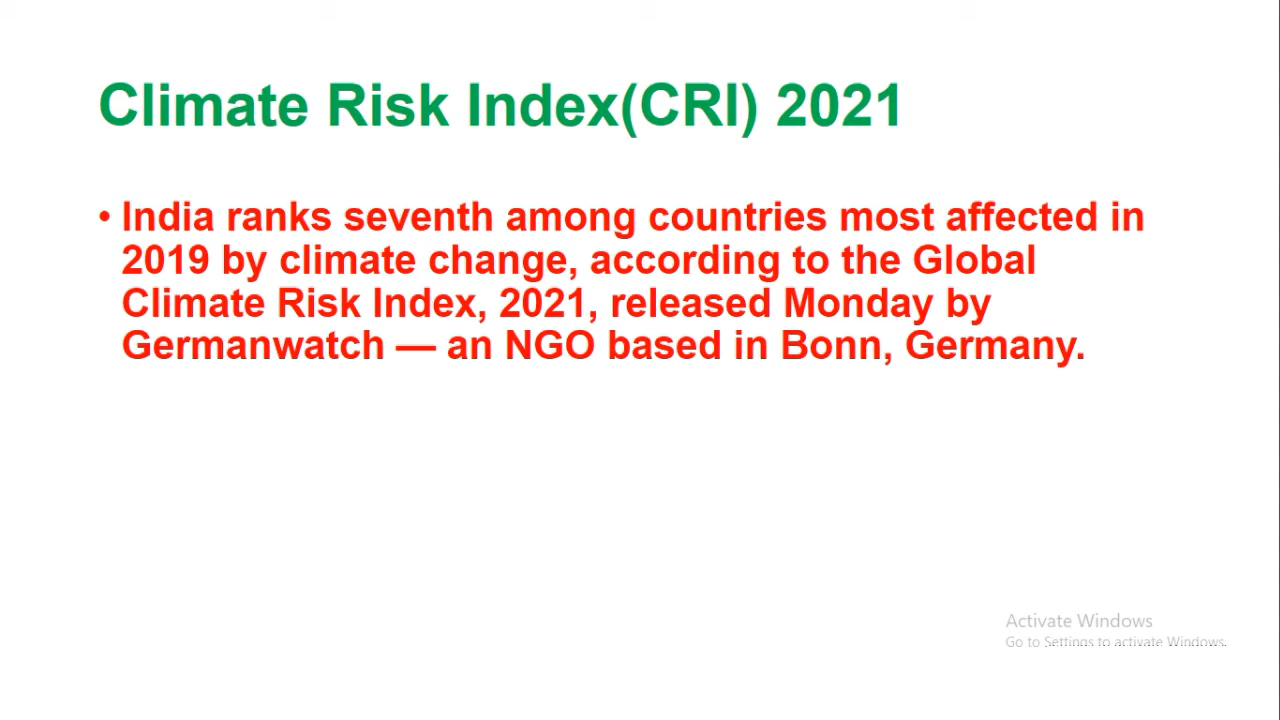 Climate Risk Index(CRI) 2021
• India ranks seventh among countries most affected in
2019 by climate change, according to the Global
Climate Risk Index, 2021, released Monday by
Germanwatch — an NGO based in Bonn, Germany.
Activate Windows
Go to Settings to activate Windows.